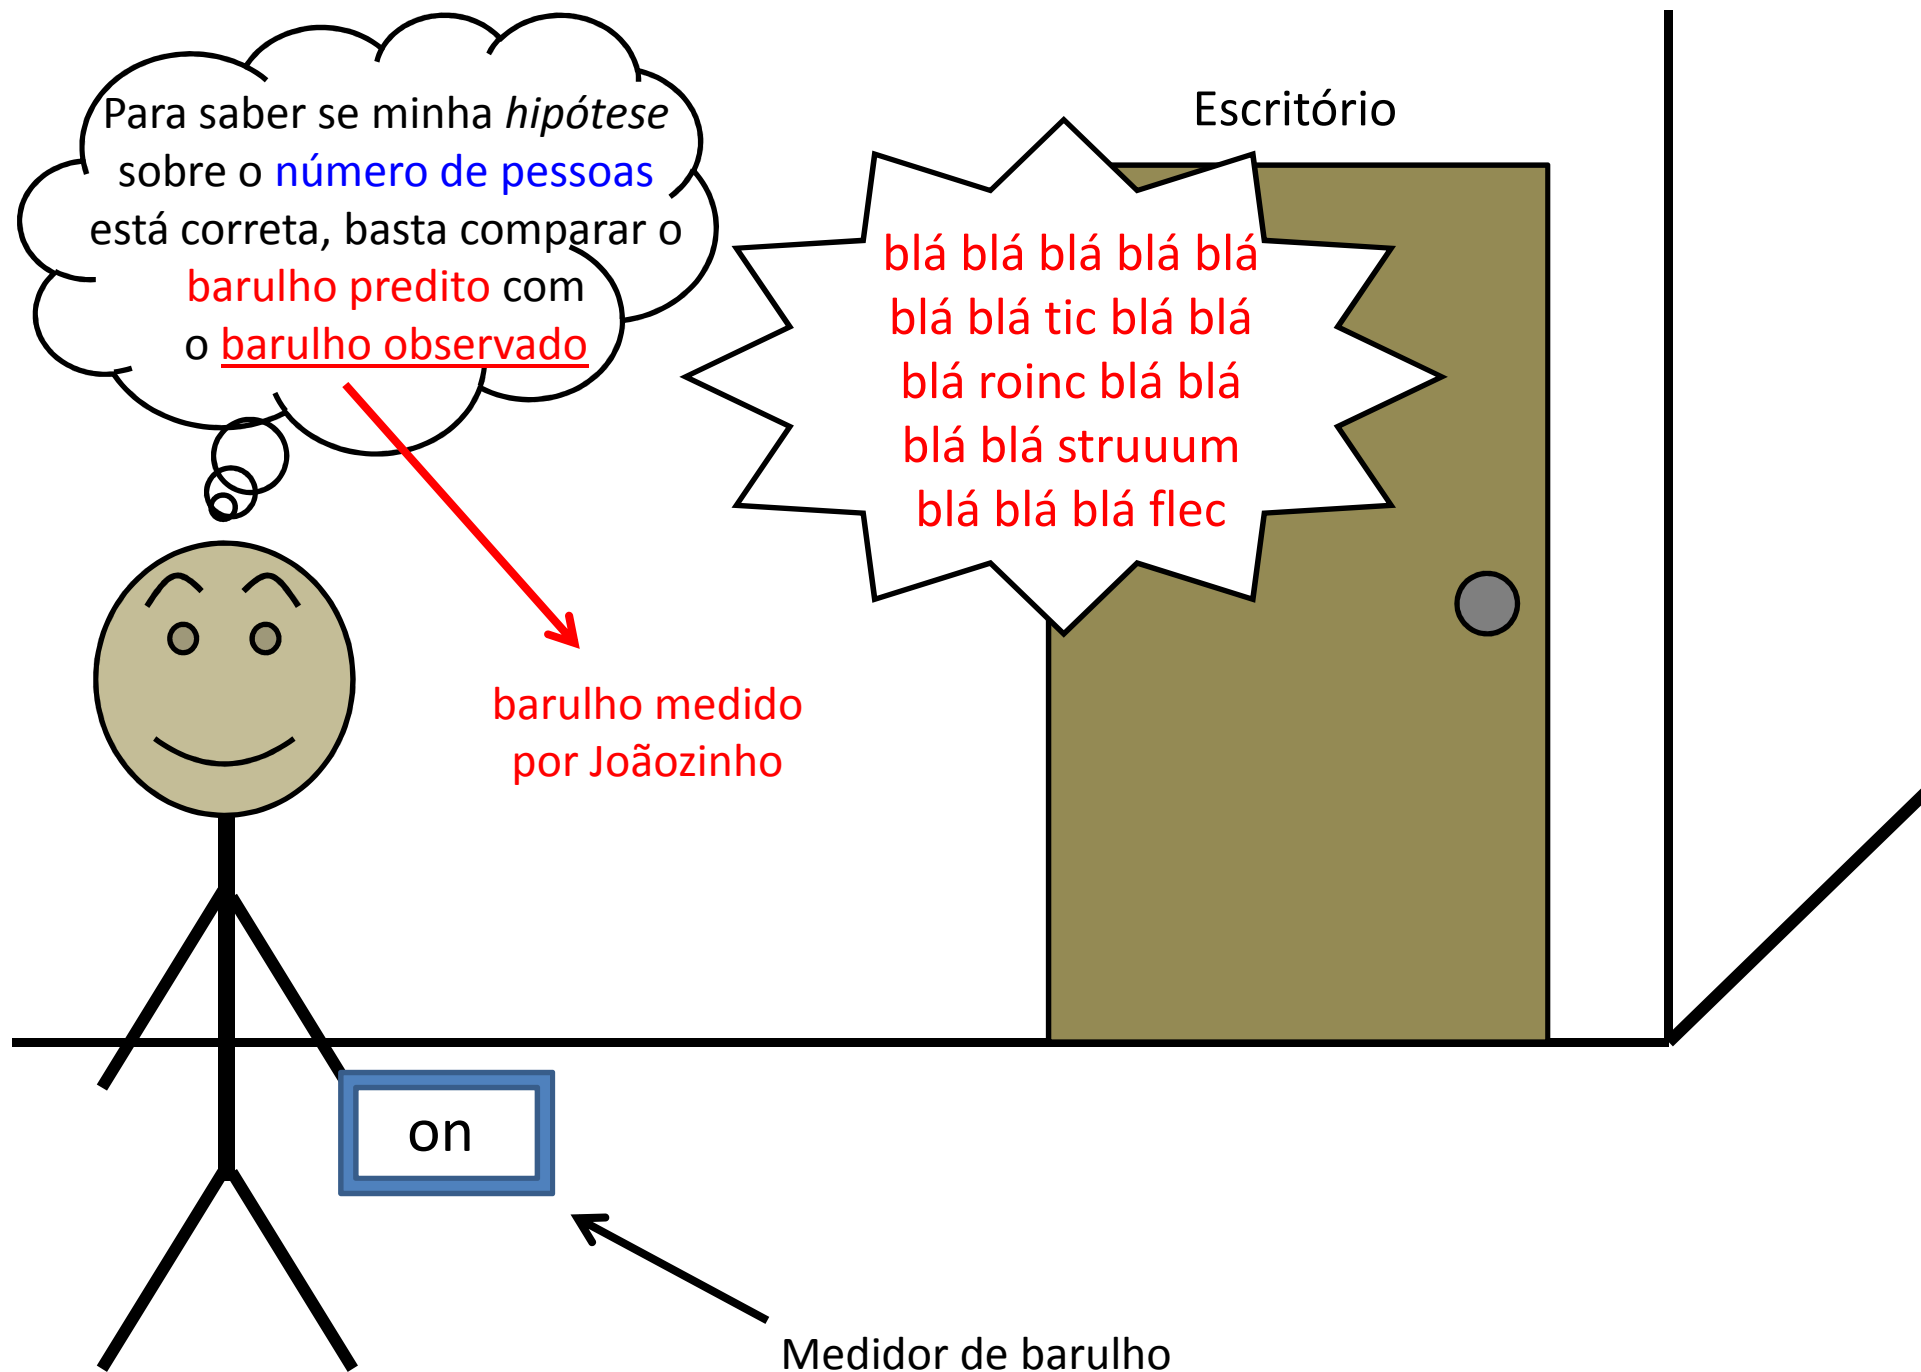 Para saber se minha hipótese
sobre o número de pessoas
está correta, basta comparar o
barulho predito com
o barulho observado
Escritório
blá blá blá blá blá
blá blá tic blá blá
blá roinc blá blá
blá blá struuum
blá blá blá flec
barulho medido
por Joãozinho
on
Medidor de barulho